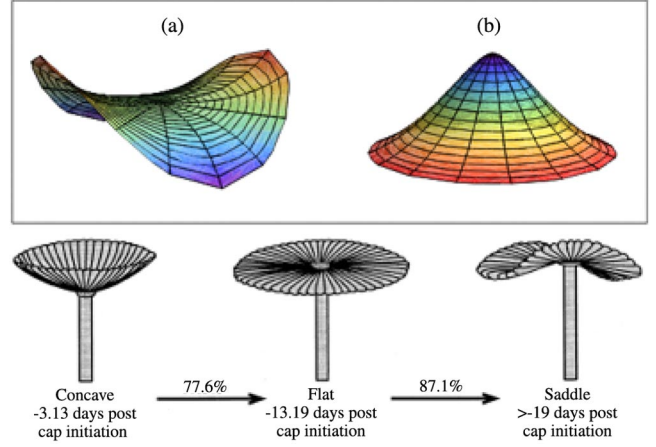 (a)
(b)
77.6%
87.1%
Concave
-3.13 days post
cap initiation
Flat
-13.19 days post
cap initiation
Saddle
>-19 days post
cap initiation